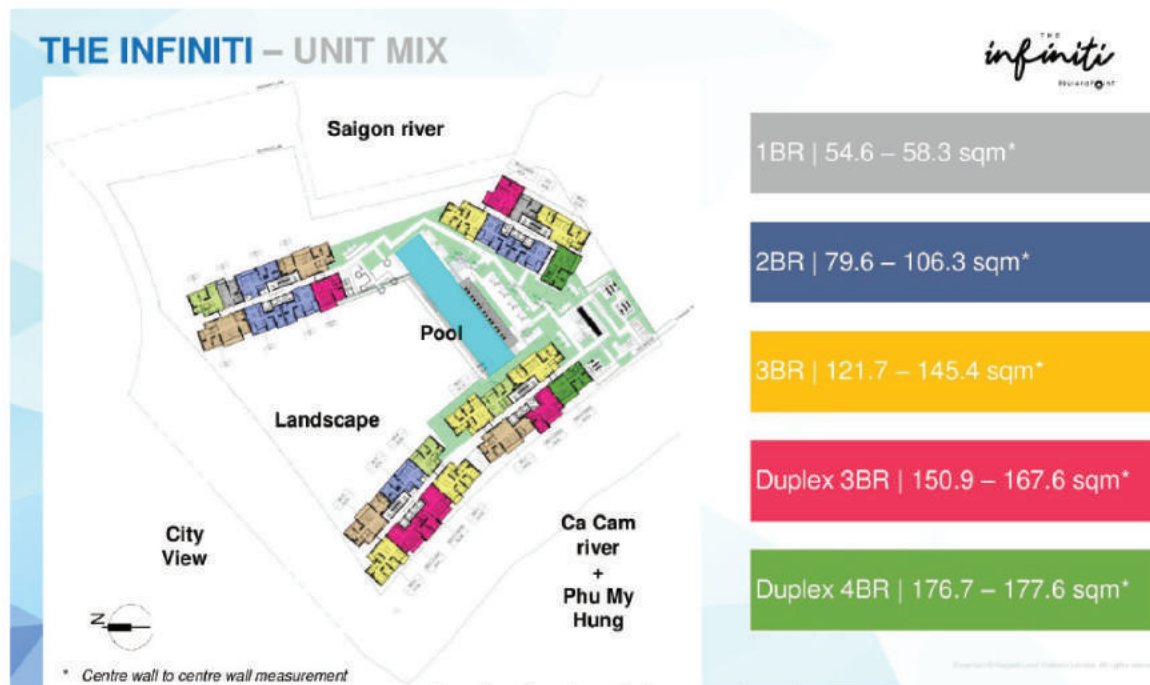 THE INFINITI – UNIT MIX
THE
infiniti
Saigon river
Pool
Landscape
City
View
Ca Cam
river
+
Phu My
Hung
N
* Centre wall to centre wall measurement
1BR | 54.6 – 58.3 sqm*
2BR | 79.6 – 106.3 sqm*
3BR | 121.7 – 145.4 sqm*
Duplex 3BR | 150.9 – 167.6 sqm*
Duplex 4BR | 176.7 – 177.6 sqm*